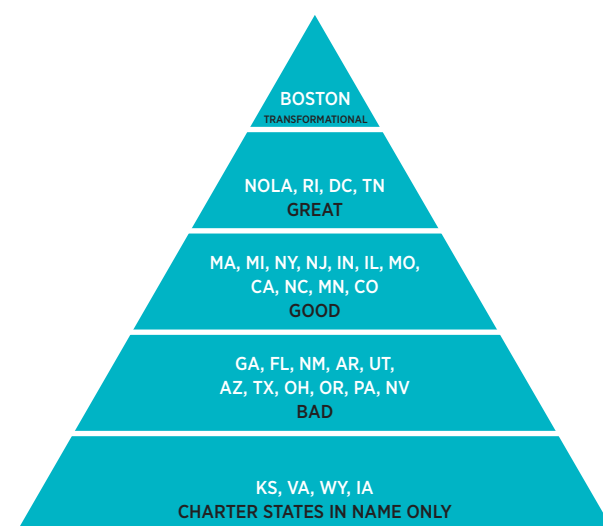 BOSTON
TRANSFORMATIONAL
NOLA, RI, DC, TN
GREAT
MA, MI, NY, NJ, IN, IL, MO,
CA, NC, MN, CO
GOOD
GA, FL, NM, AR, UT,
AZ, TX, OH, OR, PA, NV
BAD
KS, VA, WY, IA
CHARTER STATES IN NAME ONLY